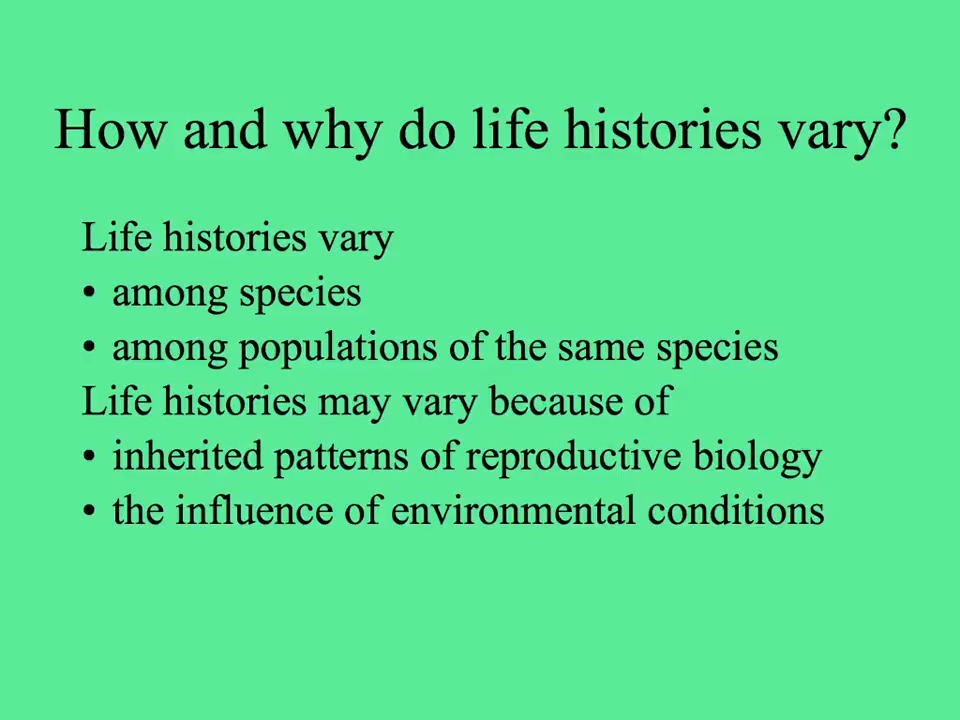 How and why do life histories vary?
Life histories vary
• among species
• among populations of the same species
Life histories may vary because of
• inherited patterns of reproductive biology
• the influence of environmental conditions